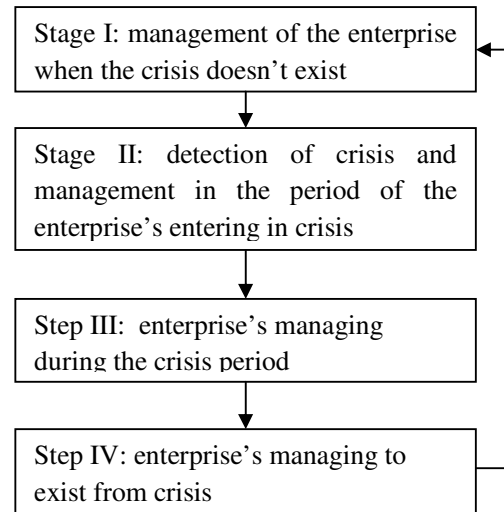 Stage I: management of the enterprise
when the crisis doesn't exist
Stage II: detection of crisis and
management in the period of the
enterprise's entering in crisis
Step III: enterprise's managing
during the crisis period
Step IV: enterprise's managing to
exist from crisis